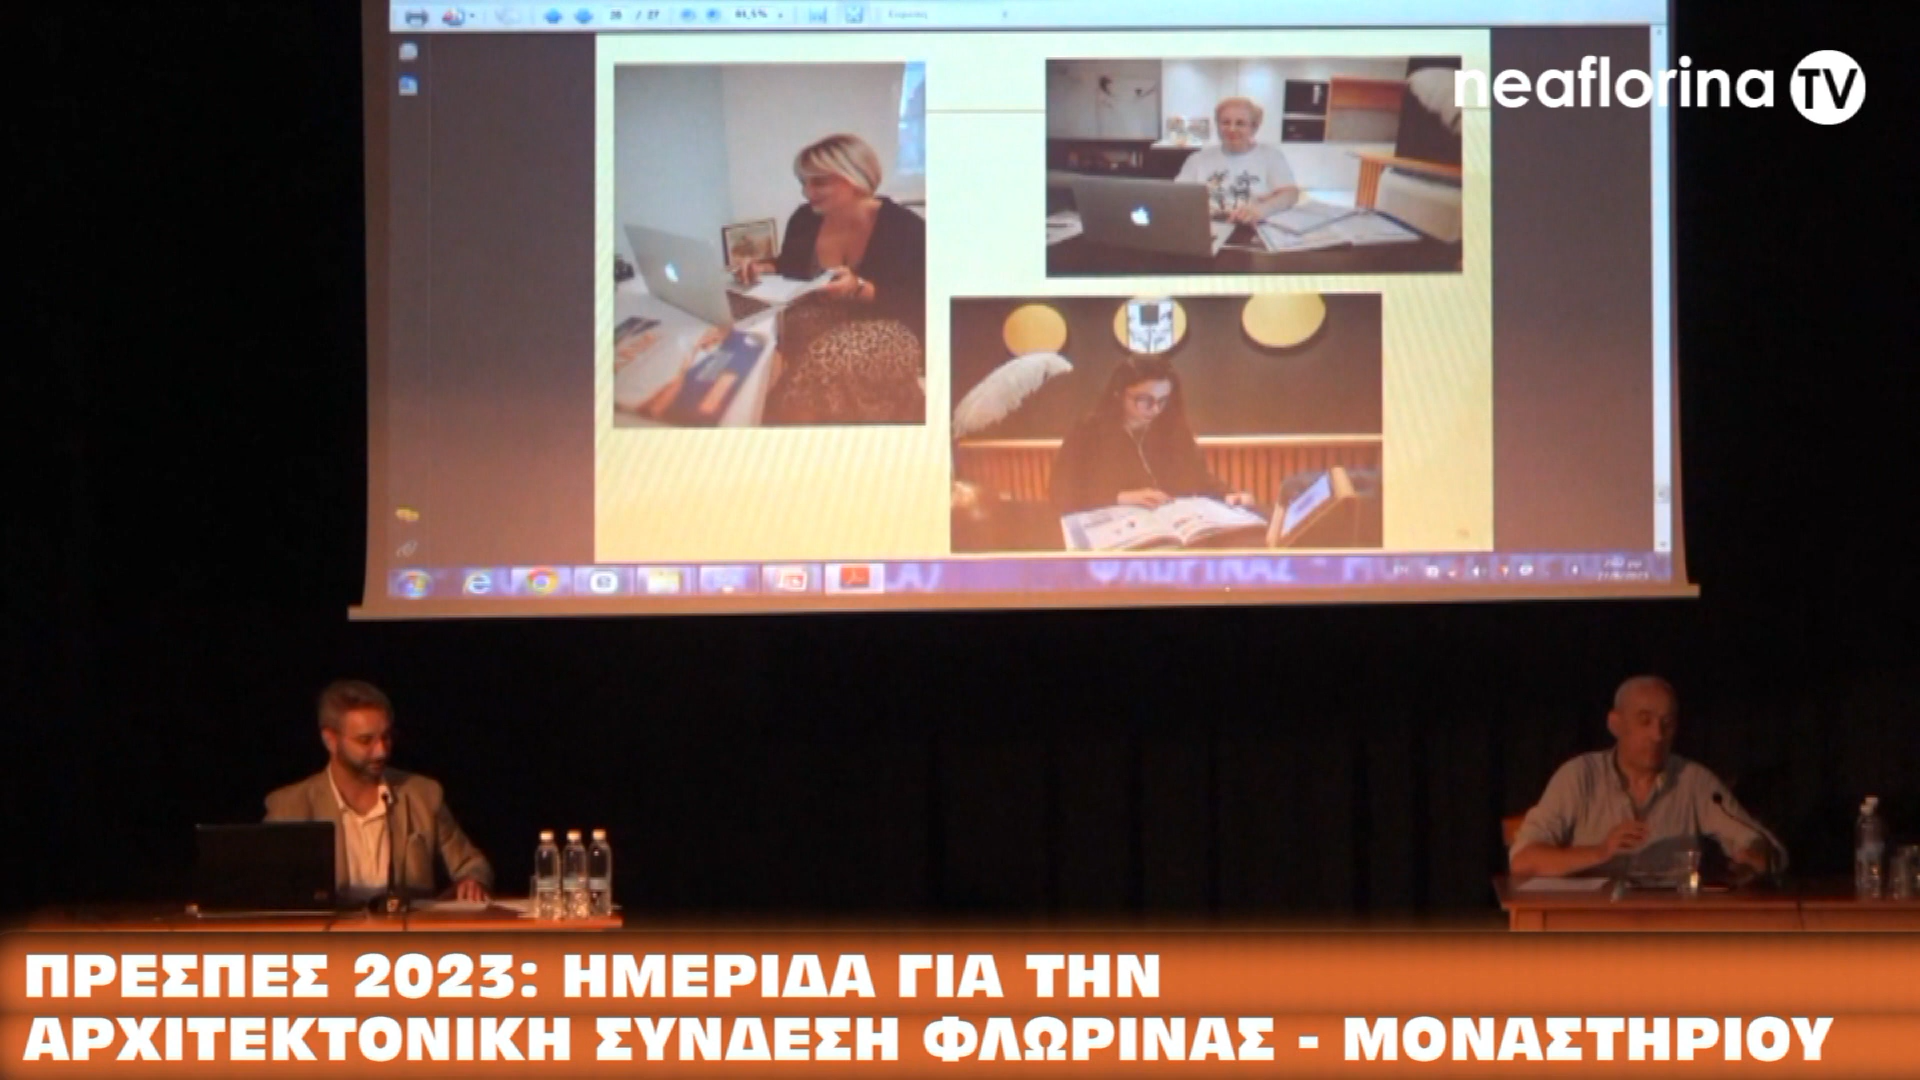 neaflorina TV
ΠΡΕΣΠΕΣ 2023: ΗΜΕΡΙΔΑ ΓΙΑ ΤΗΝ
ΑΡΧΙΤΕΚΤΟΝΙΚΗ ΣΥΝΔΕΣΗ ΦΛΩΡΙΝΑΣ - ΜΟΝΑΣΤΗΡΙΟΥ